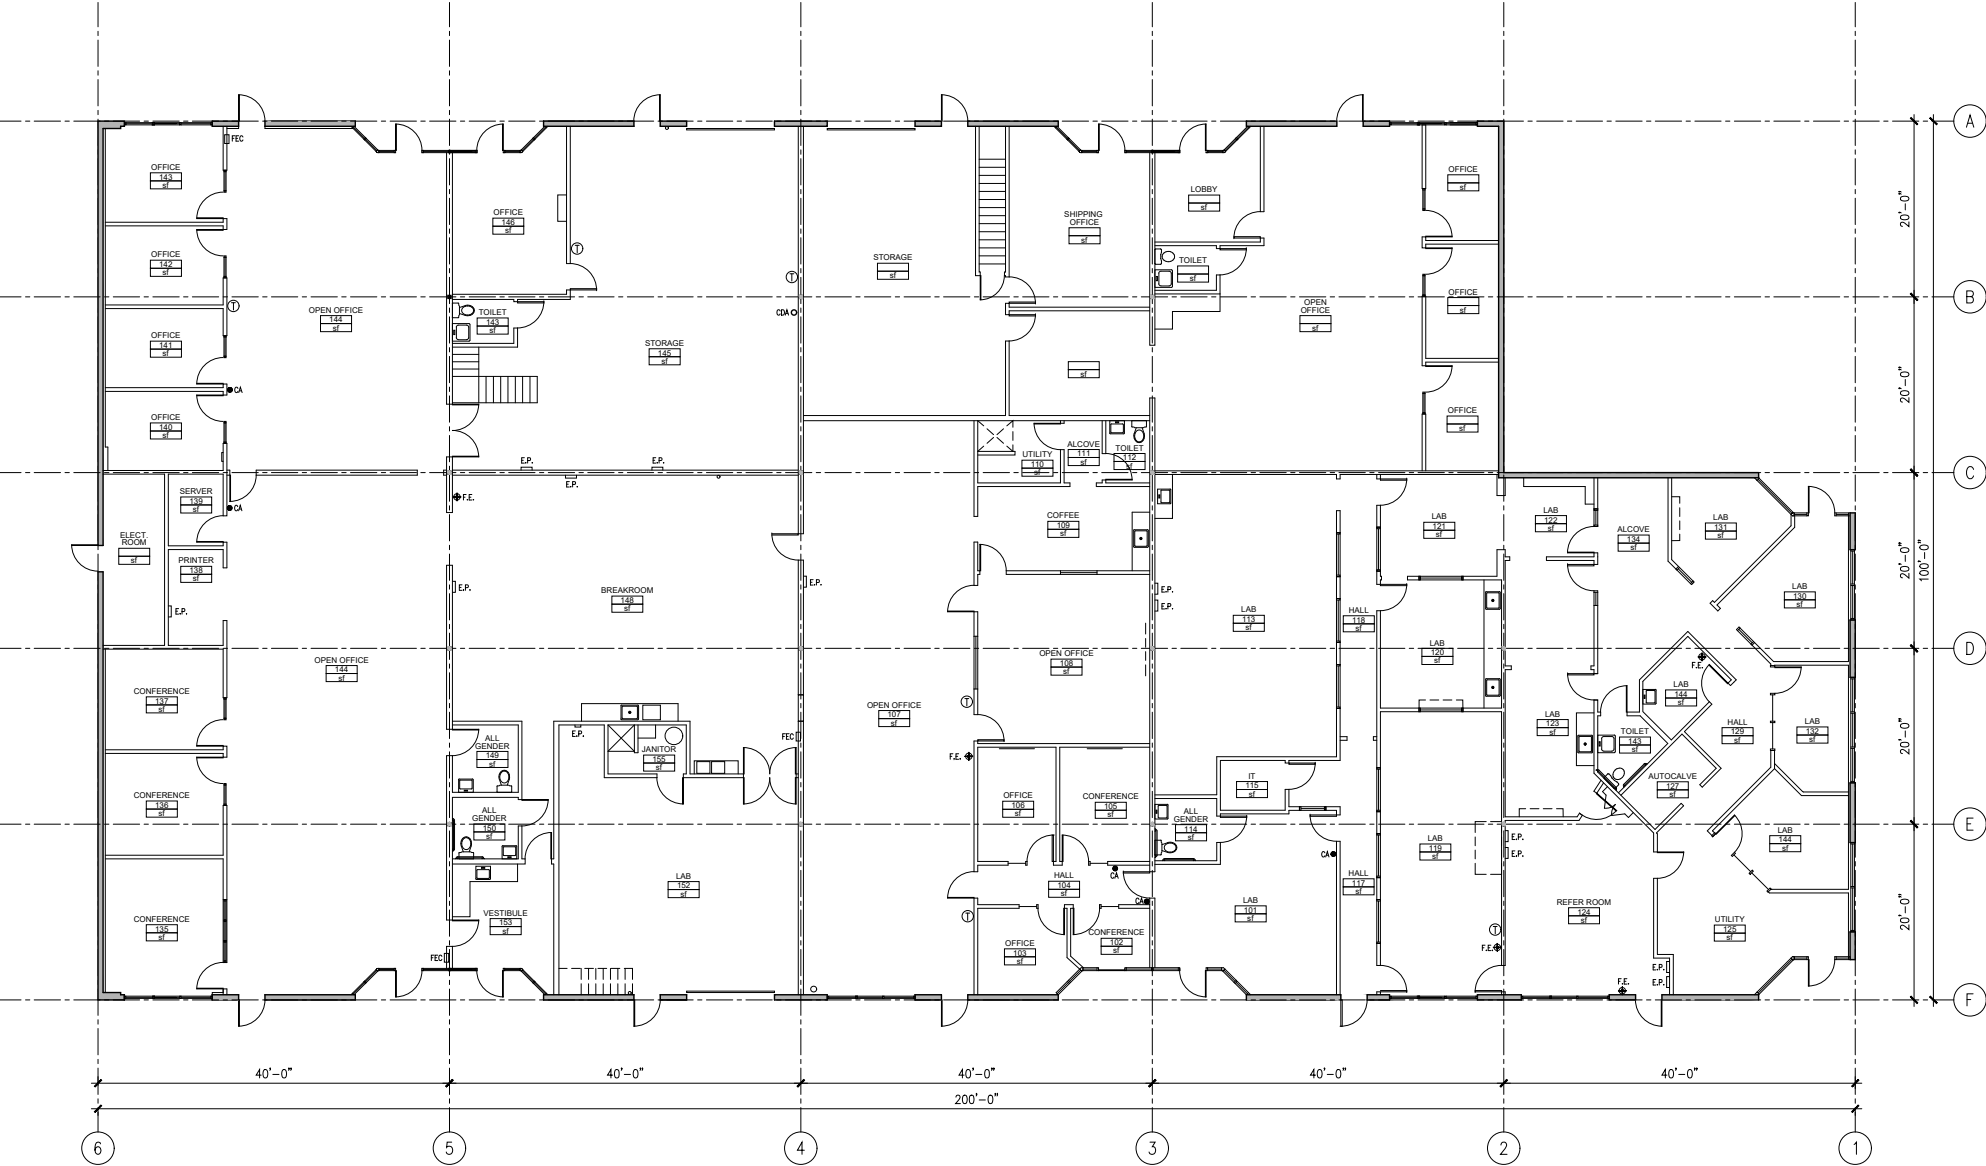 A
FEC
OFFICE
143
sf
OFFICE
146
sf
T
SHIPPING
OFFICE
sf
LOBBY
sf
OFFICE
sf
20'-0"
OFFICE
142
sf
T
STORAGE
sf
TOILET
sf
B
OPEN OFFICE
144
sf
TOILET
143
sf
CDA
OPEN
OFFICE
sf
OFFICE
sf
OFFICE
141
sf
STORAGE
145
sf
sf
20'-0"
CA
OFFICE
140
sf
OFFICE
sf
E.P.
E.P.
UTILITY
110
sf
ALCOVE
111
sf
TOILET
112
sf
C
E.P.
SERVER
139
sf
CA
F.E.
COFFEE
109
sf
LAB
121
sf
LAB
122
sf
ALCOVE
134
sf
LAB
131
sf
ELECT.
ROOM
sf
PRINTER
138
sf
E.P.
E.P.
BREAKROOM
148
sf
E.P.
E.P.
E.P.
LAB
113
sf
HALL
118
sf
LAB
130
sf
20'-0"
100'-0"
OPEN OFFICE
144
sf
OPEN OFFICE
108
sf
LAB
120
sf
F.E.
D
CONFERENCE
137
sf
T
OPEN OFFICE
107
sf
LAB
144
sf
LAB
123
sf
TOILET
143
sf
HALL
129
sf
LAB
132
sf
20'-0"
E.P.
FEC
ALL
GENDER
149
sf
JANITOR
155
sf
F.E.
IT
115
sf
AUTOCALVE
127
sf
CONFERENCE
136
sf
OFFICE
106
sf
CONFERENCE
105
sf
ALL
GENDER
150
sf
ALL
GENDER
114
sf
E
E.P.
E.P.
LAB
119
sf
LAB
144
sf
CA
LAB
152
sf
HALL
104
sf
CA
HALL
117
sf
CA
CONFERENCE
135
sf
VESTIBULE
153
sf
T
LAB
101
sf
REFER ROOM
124
sf
20'-0"
OFFICE
103
sf
CONFERENCE
102
sf
T
F.E.
UTILITY
125
sf
FEC
E.P.
E.P.
F.E.
F
40'-0"
40'-0"
40'-0"
40'-0"
40'-0"
200'-0"
6
5
4
3
2
1